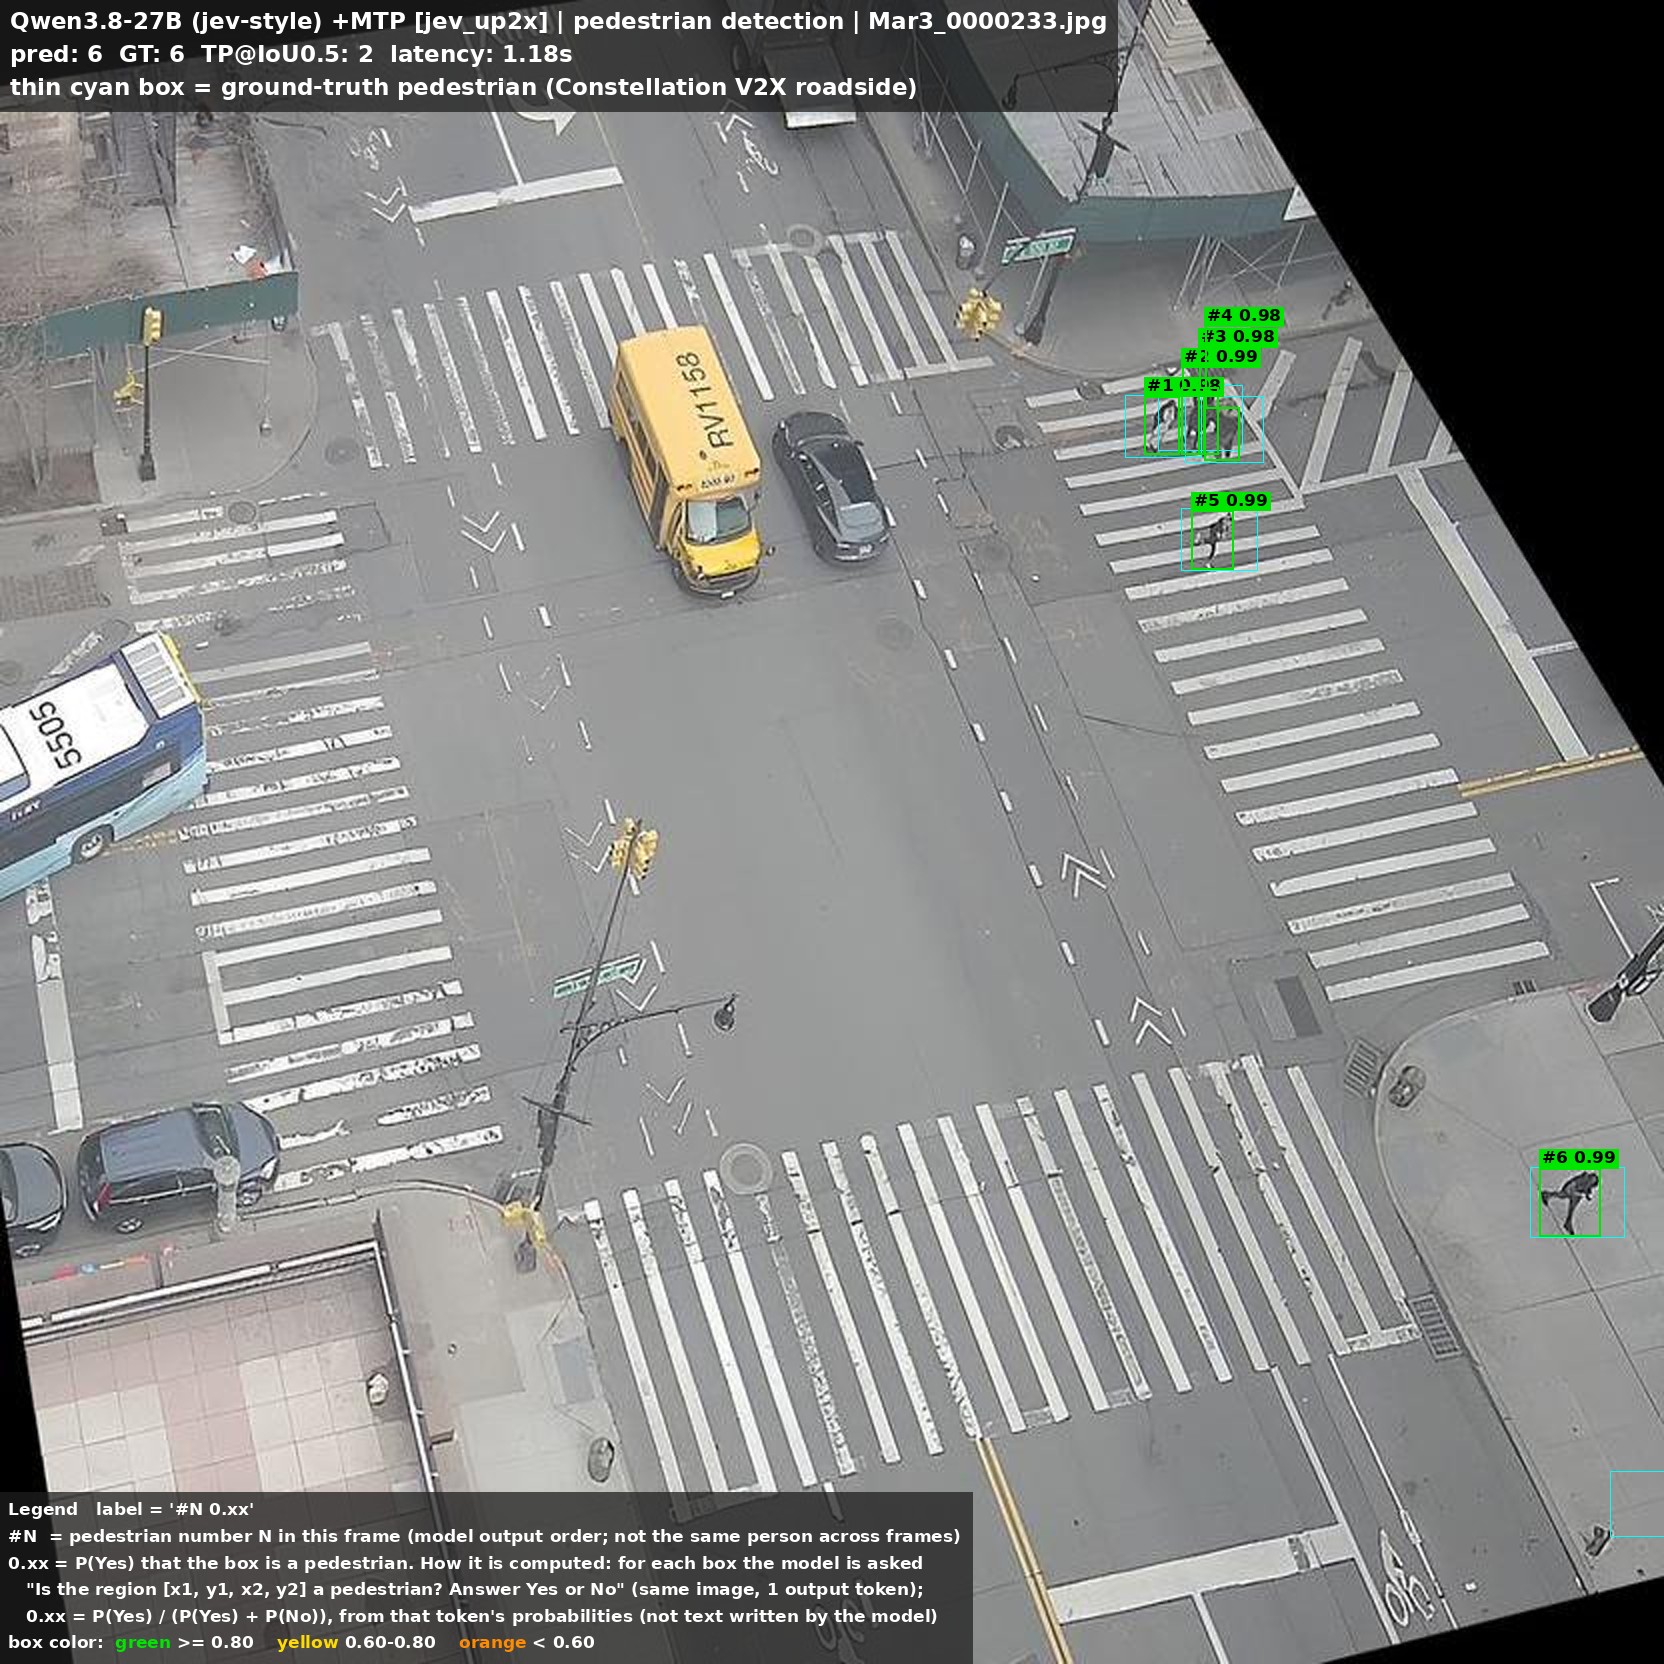 Qwen3.8-27B (jev-style) +MTP [jev_up2x] | pedestrian detection | Mar3_0000233.jpg
pred: 6  GT: 6  TP@IoU0.5: 2  latency: 1.18s
thin cyan box = ground-truth pedestrian (Constellation V2X roadside)
#4 0.98
#3 0.98
#2 0.99
#1 0.98
RV1158
#5 0.99
5505
#6 0.99
Legend   label = '#N 0.xx'
#N  = pedestrian number N in this frame (model output order; not the same person across frames)
0.xx = P(Yes) that the box is a pedestrian. How it is computed: for each box the model is asked
"Is the region [x1, y1, x2, y2] a pedestrian? Answer Yes or No" (same image, 1 output token);
0.xx = P(Yes) / (P(Yes) + P(No)), from that token's probabilities (not text written by the model)
box color:  green >= 0.80    yellow 0.60-0.80    orange < 0.60